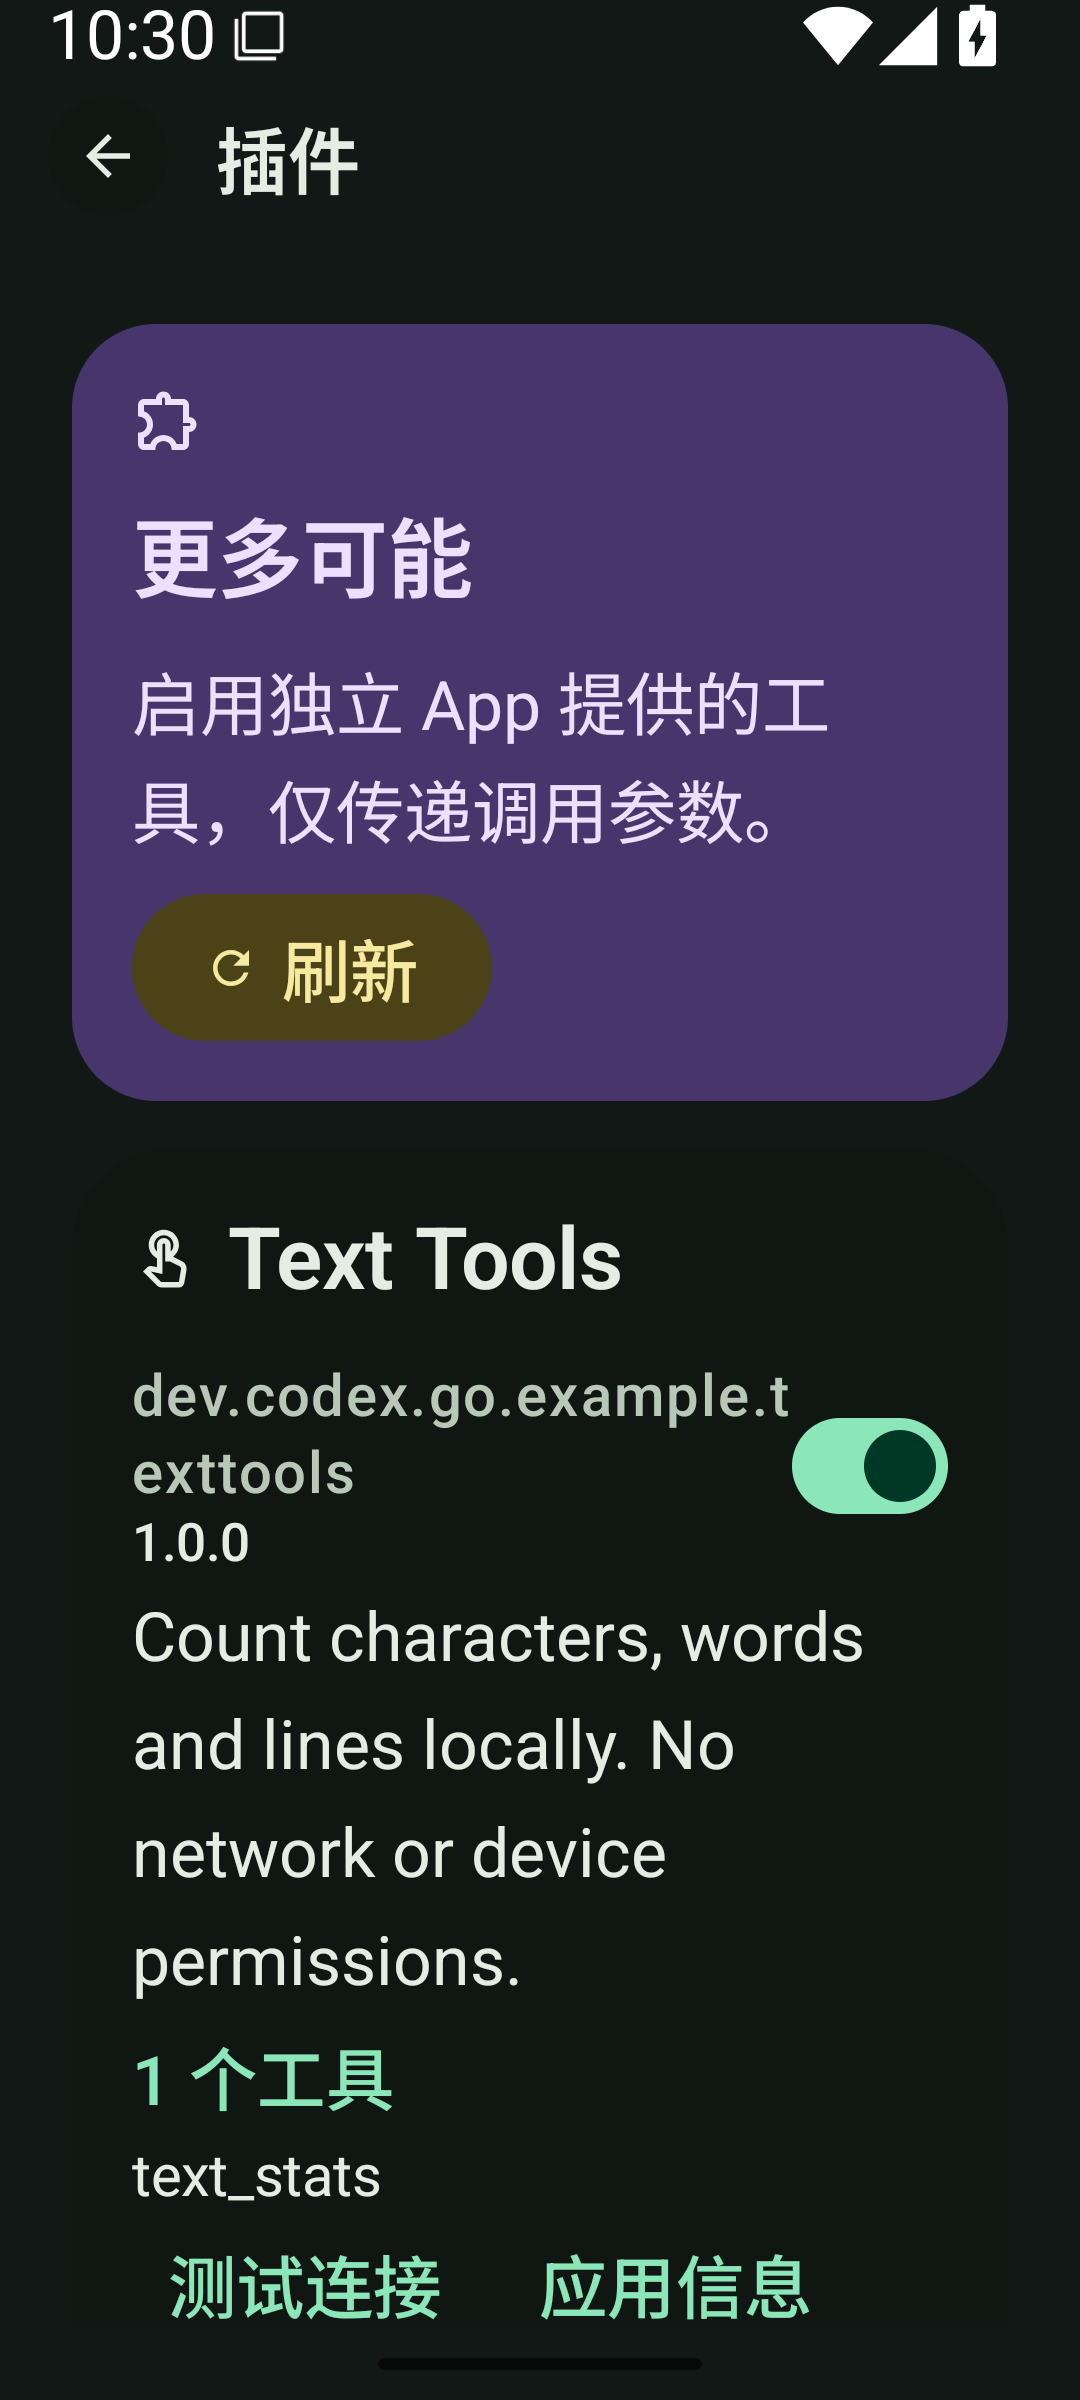 10:30
插件
更多可能
启用独立 App 提供的工
具，仅传递调用参数。
刷新
Text Tools
dev.codex.go.example.t
exttools
1.0.0
Count characters, words
and lines locally. No
network or device
permissions.
1 个工具
text_stats
测试连接 应用信息